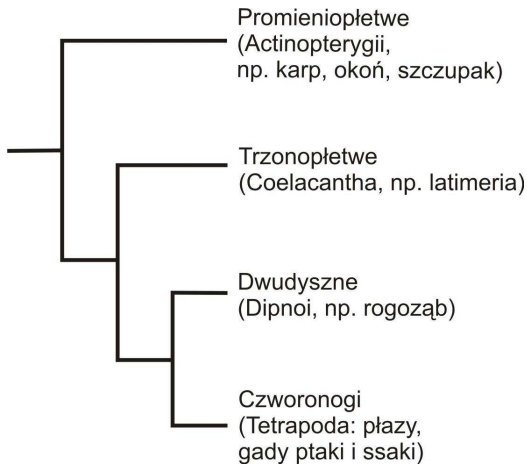 Promieniopłetwe
(Actinopterygii,
np. karp, okoń, szczupak)
Trzonopłetwe
(Coelacantha, np. latimeria)
Dwudyszne
(Dipnoi, np. rogoząb)
Czworonogi
(Tetrapoda: płazy,
gady ptaki i ssaki)